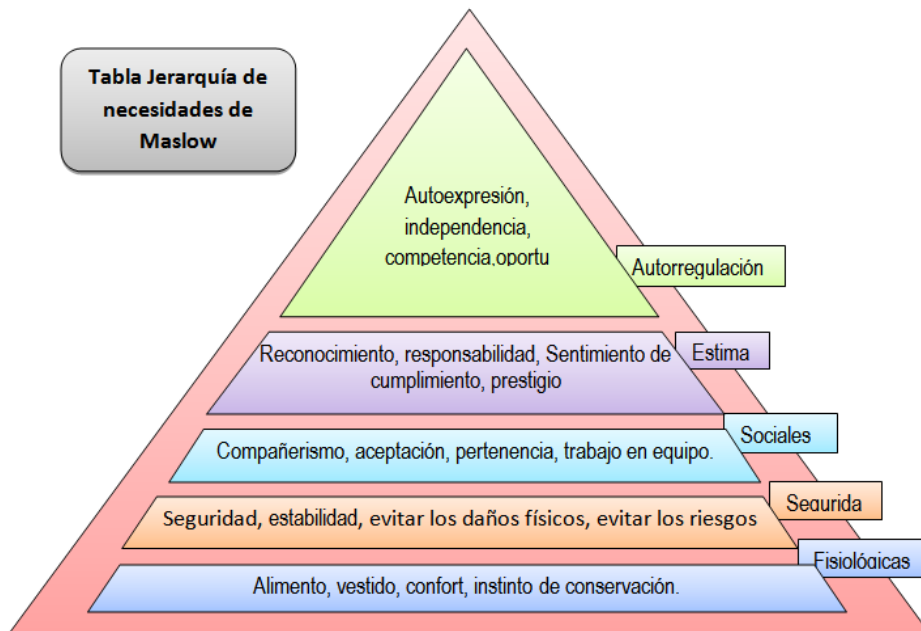 Tabla Jerarquía de
necesidades de
Maslow
Autoexpresión,
independencia,
competencia,oportu
Autorregulación
Reconocimiento, responsabilidad, Sentimiento de
cumplimiento, prestigio
Estima
Compañerismo, aceptación, pertenencia, trabajo en equipo.
Sociales
Seguridad, estabilidad, evitar los daños físicos, evitar los riesgos
Segurida
Alimento, vestido, confort, instinto de conservación.
Fisiológicas